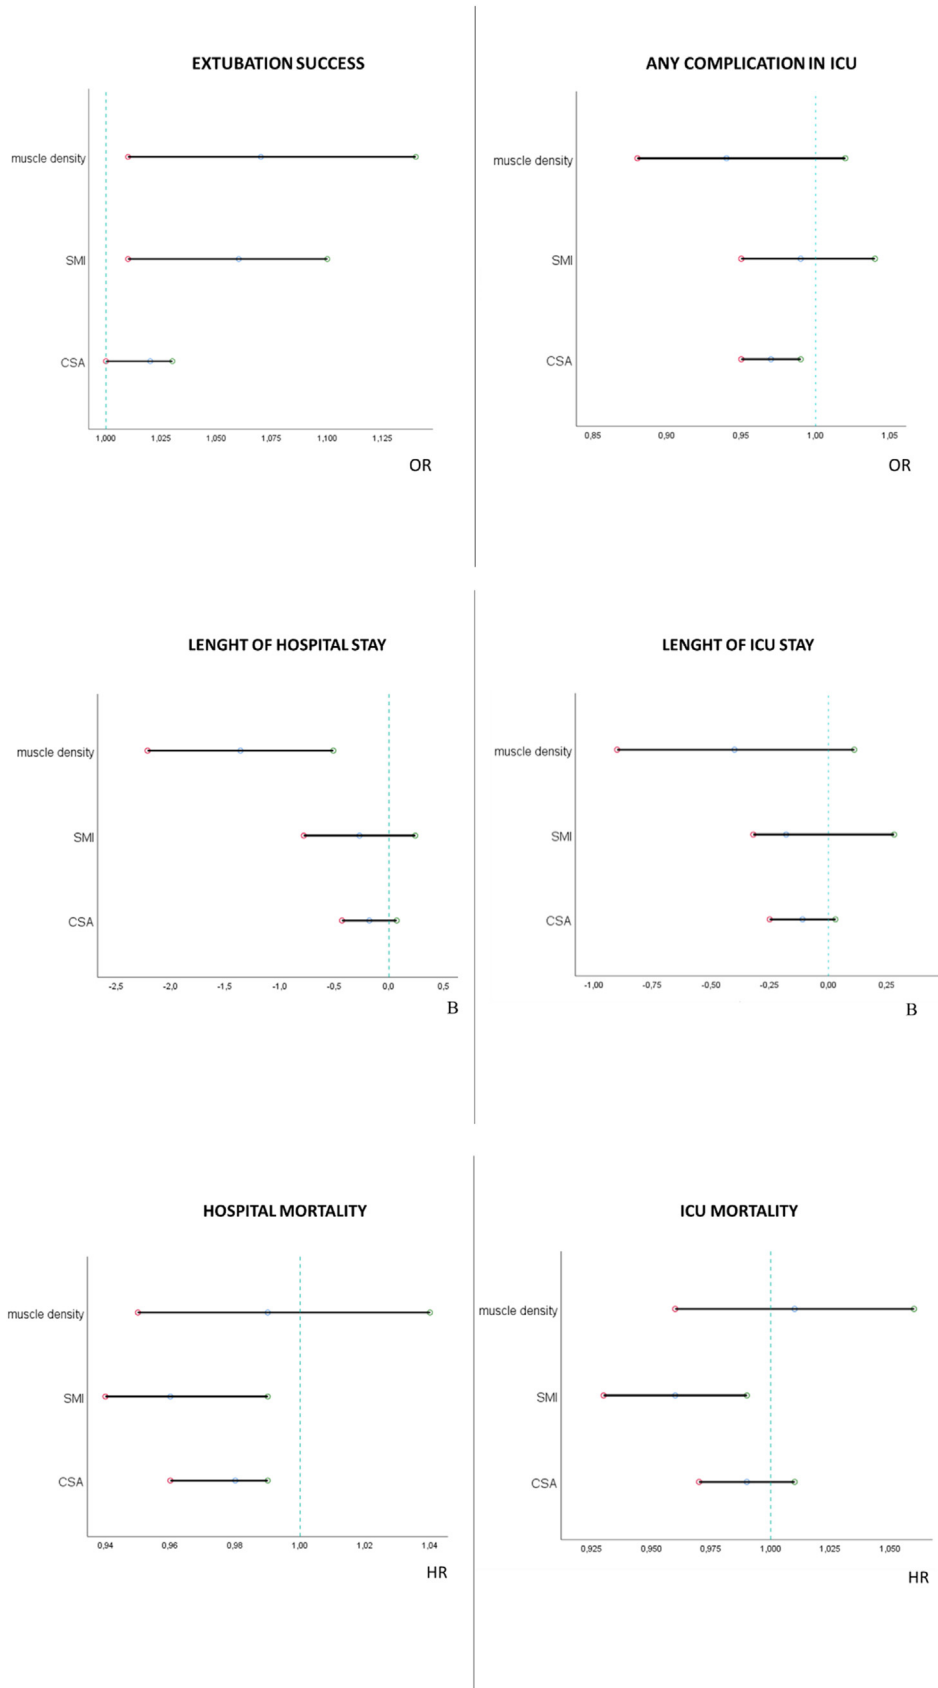 EXTUBATION SUCCESS
muscle density
SMI
CSA
1,000 1,025 1,050 1,075 1,100 1,125
OR
ANY COMPLICATION IN ICU
muscle density
SMI
CSA
0,85 0,90 0,95 1,00 1,05
OR
LENGHT OF HOSPITAL STAY
muscle density
SMI
CSA
-2,5 -2,0 -1,5 -1,0 -0,5 0,0 0,5
B
LENGHT OF ICU STAY
muscle density
SMI
CSA
-1,00 -0,75 -0,50 -0,25 0,00 0,25
B
HOSPITAL MORTALITY
muscle density
SMI
CSA
0,94 0,96 0,98 1,00 1,02 1,04
HR
ICU MORTALITY
muscle density
SMI
CSA
0,925 0,950 0,975 1,000 1,025 1,050
HR